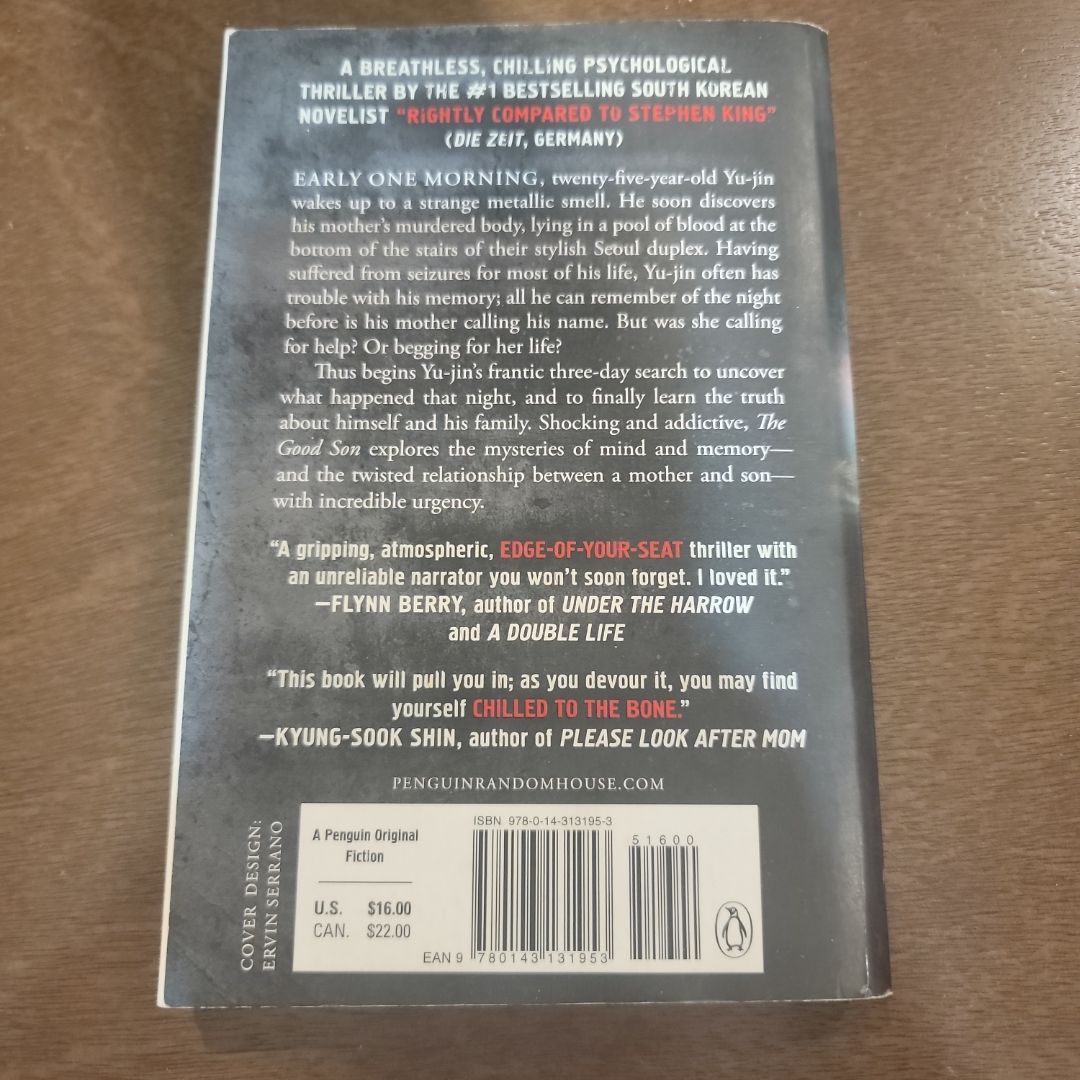 A BREATHLESS, CHILLING PSYCHOLOGICAL
THRILLER BY THE #1 BESTSELLING SOUTH KOREAN
NOVELIST "RIGHTLY COMPARED TO STEPHEN KING"
(DIE ZEIT, GERMANY)
EARLY ONE MORNING, twenty-five-year-old Yu-jin
wakes up to a strange metallic smell. He soon discovers
his mother's murdered body, lying in a pool of blood at the
bottom of the stairs of their stylish Seoul duplex. Having
suffered from seizures for most of his life, Yu-jin often has
trouble with his memory; all he can remember of the night
before is his mother calling his name. But was she calling
for help? Or begging for her life?
Thus begins Yu-jin's frantic three-day search to uncover
what happened that night, and to finally learn the truth
about himself and his family. Shocking and addictive, The
Good Son explores the mysteries of mind and memory—
and the twisted relationship between a mother and son—
with incredible urgency.
"A gripping, atmospheric, EDGE-OF-YOUR-SEAT thriller with
an unreliable narrator you won't soon forget. I loved it."
—FLYNN BERRY, author of UNDER THE HARROW
and A DOUBLE LIFE
"This book will pull you in; as you devour it, you may find
yourself CHILLED TO THE BONE."
—KYUNG-SOOK SHIN, author of PLEASE LOOK AFTER MOM
PENGUINRANDOMHOUSE.COM
COVER DESIGN:
ERVIN SERRANO
A Penguin Original
Fiction
U.S. $16.00
CAN. $22.00
ISBN 978-0-14-313195-3
51600
EAN 9 780143 131953